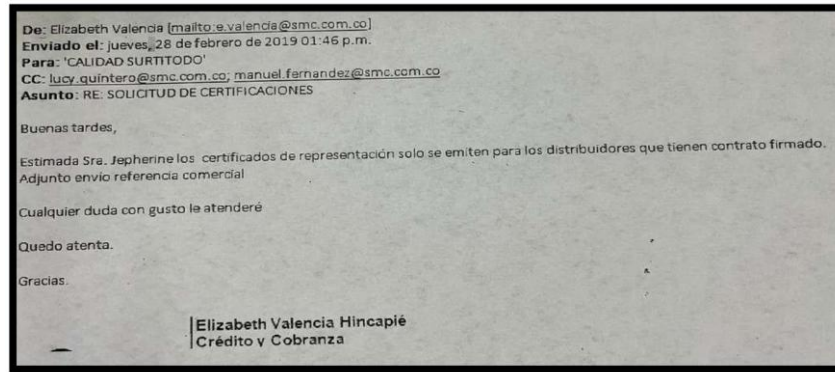 De: Elizabeth Valencia [mailto:e.valencia@smc.com.co]
Enviado el: jueves, 28 de febrero de 2019 01:46 p.m.
Para: 'CALIDAD SURTITODO'
CC: lucy.quintero@smc.com.co; manuel.fernandez@smc.com.co
Asunto: RE: SOLICITUD DE CERTIFICACIONES
Buenas tardes,
Estimada Sra. Jepherine los certificados de representación solo se emiten para los distribuidores que tienen contrato firmado.
Adjunto envío referencia comercial
Cualquier duda con gusto le atenderé
Quedo atenta.
Gracias.
Elizabeth Valencia Hincapié
Crédito y Cobranza